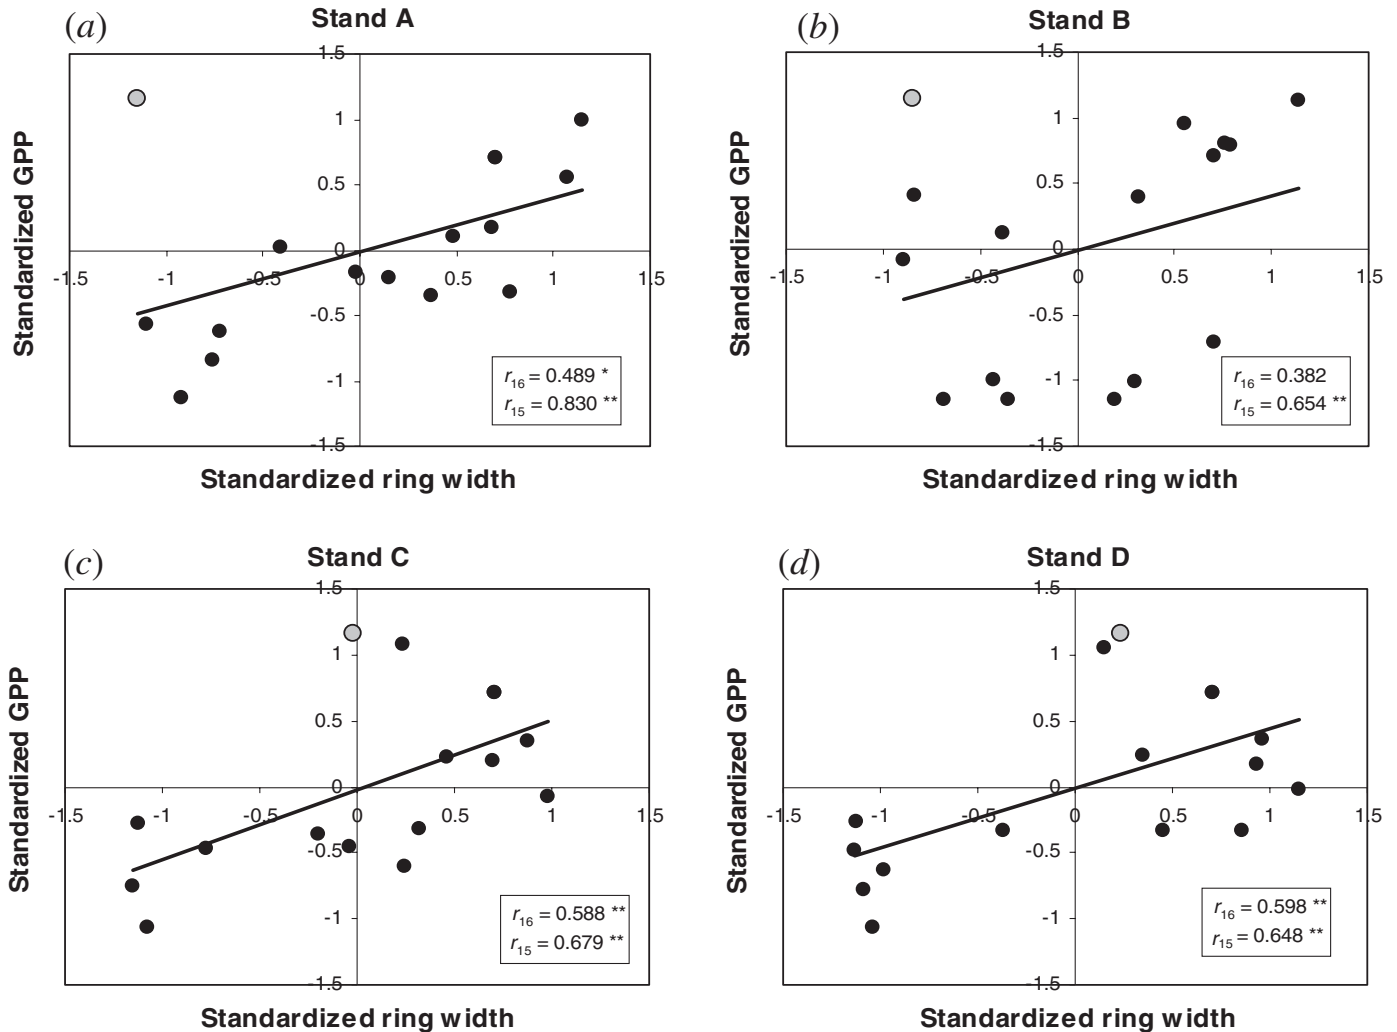 (a) Stand A
1.5
1
0.5
0
-1.5 -1 -0.5 0 0.5 1 1.5
-0.5
-1
-1.5
Standardized GPP
r16 = 0.489 *
r15 = 0.830 **
Standardized ring width
(b) Stand B
1.5
1
0.5
0
-1.5 -1 -0.5 0 0.5 1 1.5
-0.5
-1
-1.5
Standardized GPP
r16 = 0.382
r15 = 0.654 **
Standardized ring width
(c) Stand C
1.5
1
0.5
0
-1.5 -1 -0.5 0 0.5 1 1.5
-0.5
-1
-1.5
Standardized GPP
r16 = 0.588 **
r15 = 0.679 **
Standardized ring width
(d) Stand D
1.5
1
0.5
0
-1.5 -1 -0.5 0 0.5 1 1.5
-0.5
-1
-1.5
Standardized GPP
r16 = 0.598 **
r15 = 0.648 **
Standardized ring width